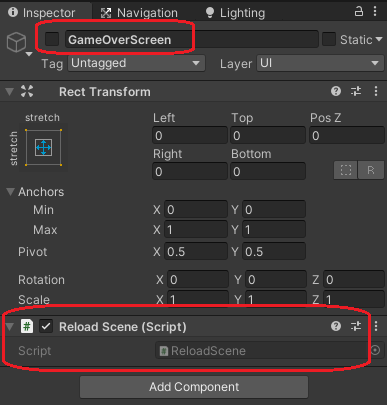 Inspector Navigation Lighting
GameOverScreen Static
Tag Untagged Layer UI
Rect Transform
stretch Left Top Pos Z
stretch 0 0 0
Right Bottom
0 0 R
Anchors
Min X 0 Y 0
Max X 1 Y 1
Pivot X 0.5 Y 0.5
Rotation X 0 Y 0 Z 0
Scale X 1 Y 1 Z 1
# Reload Scene (Script)
Script # ReloadScene
Add Component